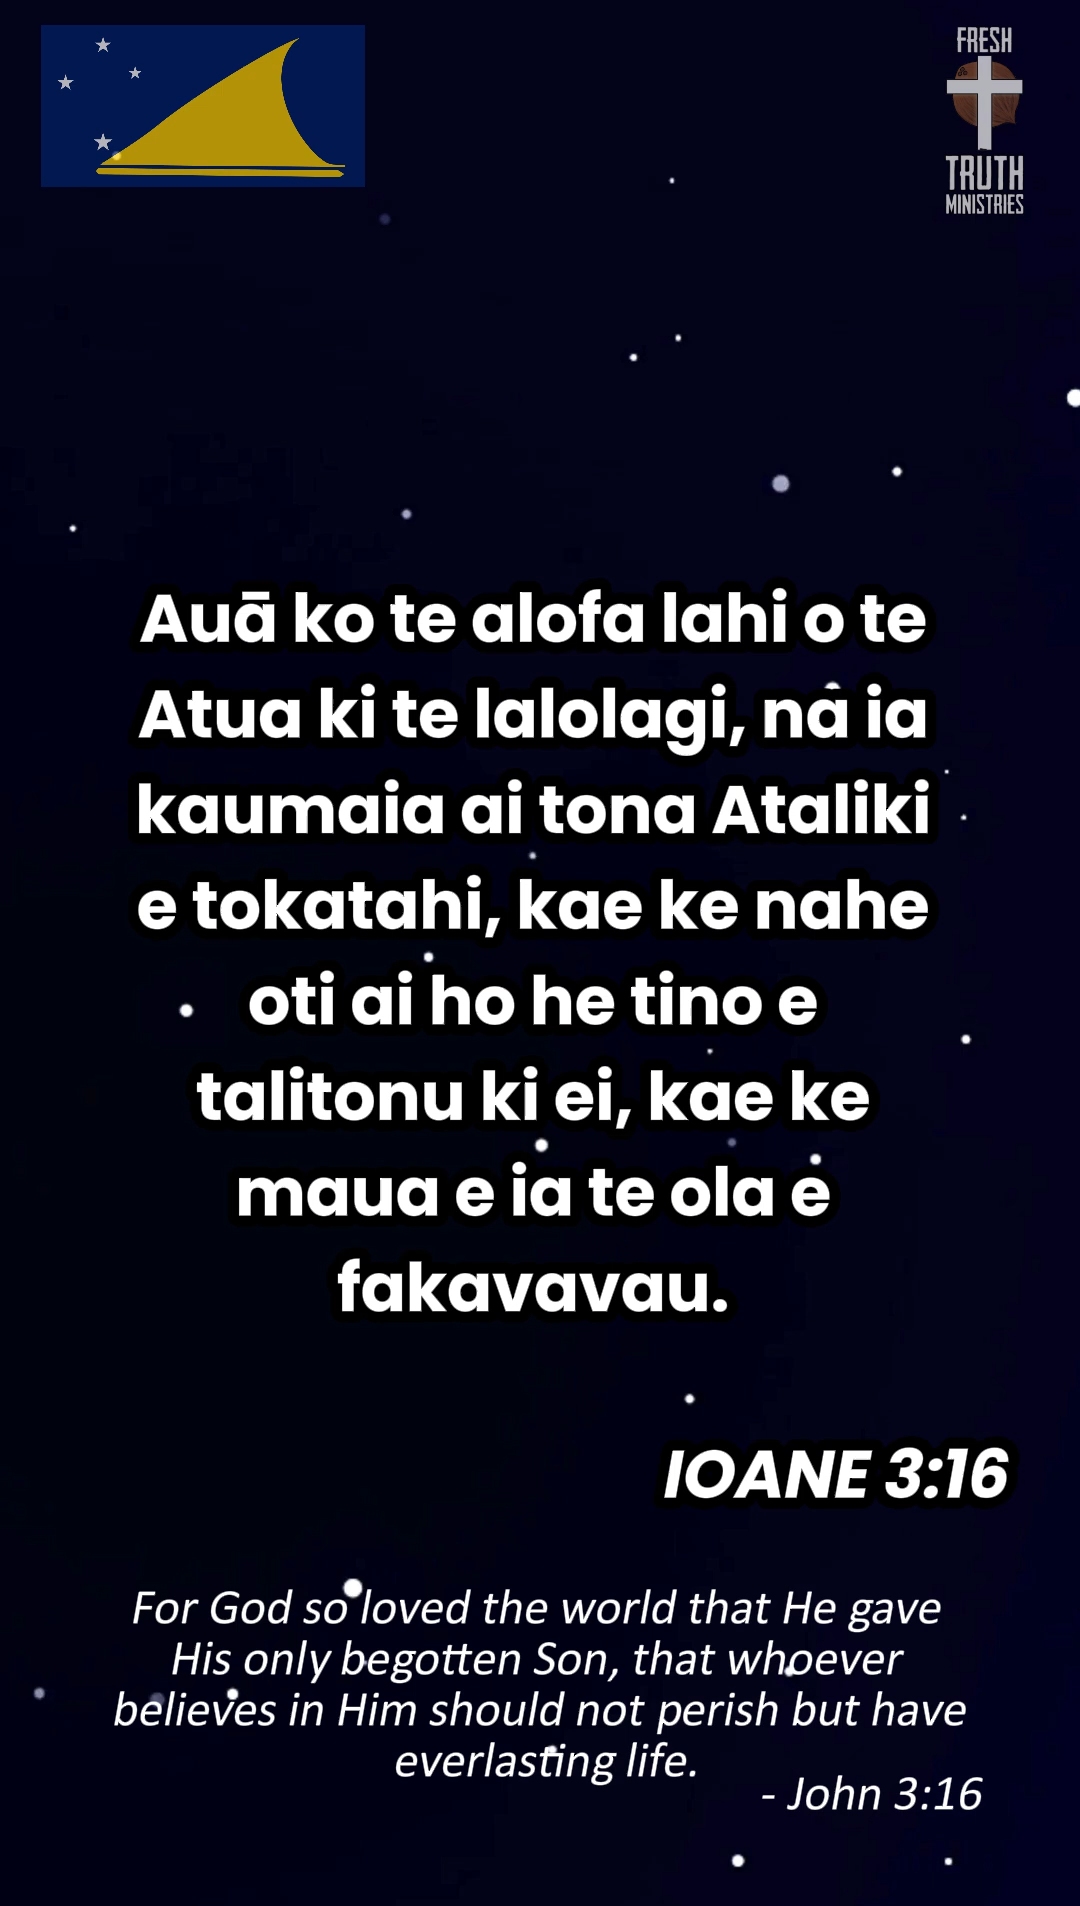 FRESH
TRUTH
MINISTRIES
Auā ko te alofa lahi o te
Atua ki te lalolagi, na ia
kaumaia ai tona Ataliki
e tokatahi, kae ke nahe
oti ai ho he tino e
talitonu ki ei, kae ke
maua e ia te ola e
fakavavau.
IOANE 3:16
For God so loved the world that He gave
His only begotten Son, that whoever
believes in Him should not perish but have
everlasting life.
- John 3:16